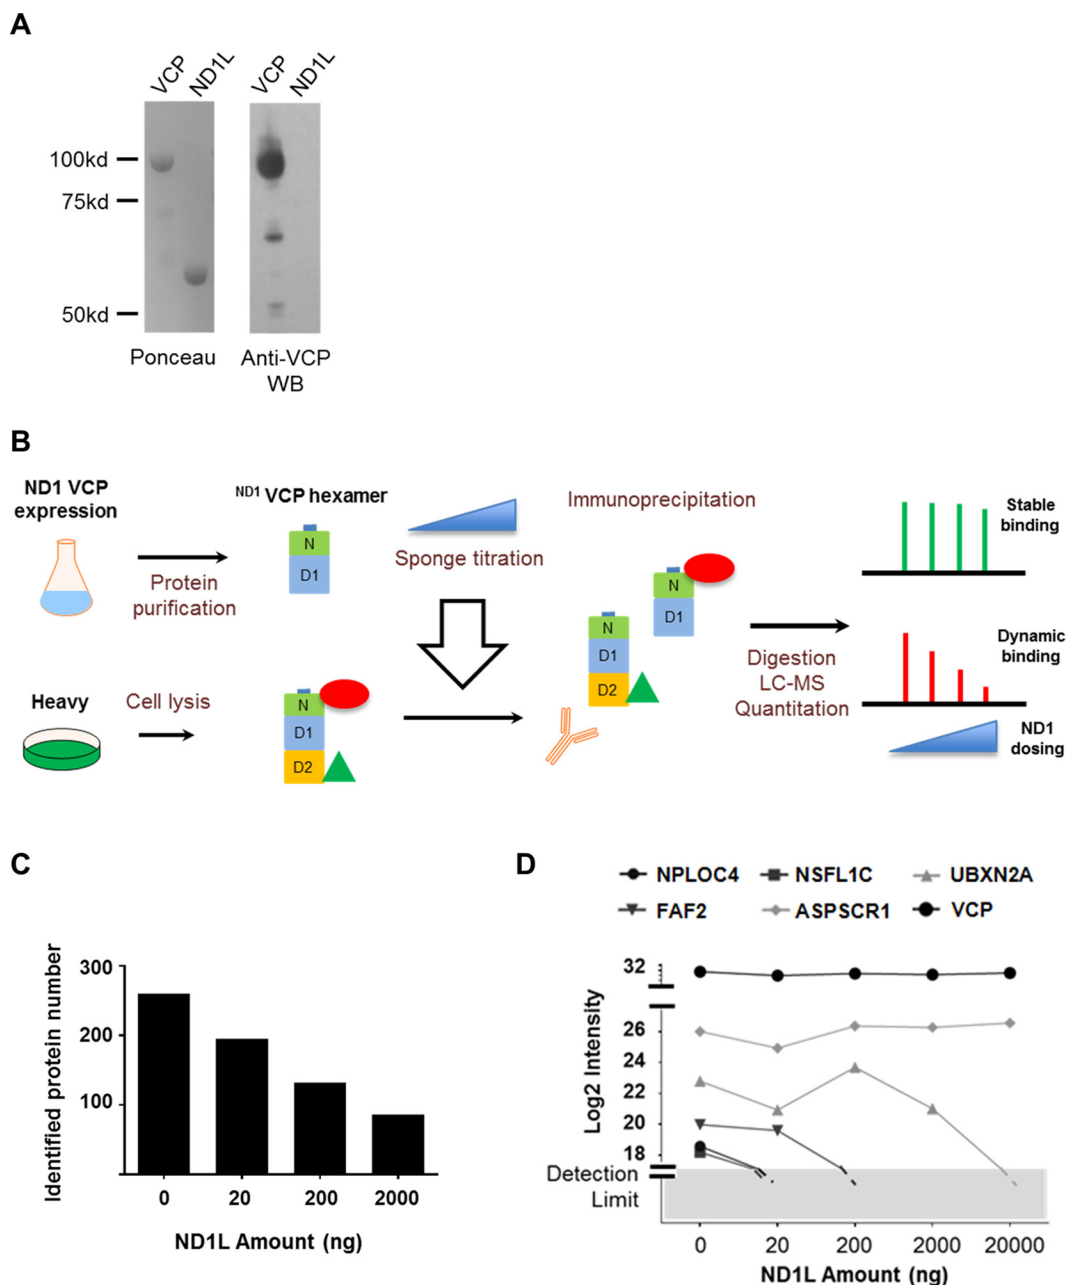 A
VCP ND1L
VCP ND1L
100kd
75kd
50kd
Ponceau
Anti-VCP
WB
B
ND1 VCP
expression
Protein
purification
ND1 VCP hexamer
N
D1
Sponge titration
Heavy
Cell lysis
N
D1
D2
Immunoprecipitation
N
D1
N
D1
D2
Digestion
LC-MS
Quantitation
Stable
binding
Dynamic
binding
ND1
dosing
C
Identified protein number
300
200
100
0 20 200 2000
ND1L Amount (ng)
D
NPLOC4 NSFL1C UBXN2A
FAF2 ASPSCR1 VCP
Log2 Intensity
32
26
24
22
20
18
Detection
Limit
0 20 200 2000 20000
ND1L Amount (ng)